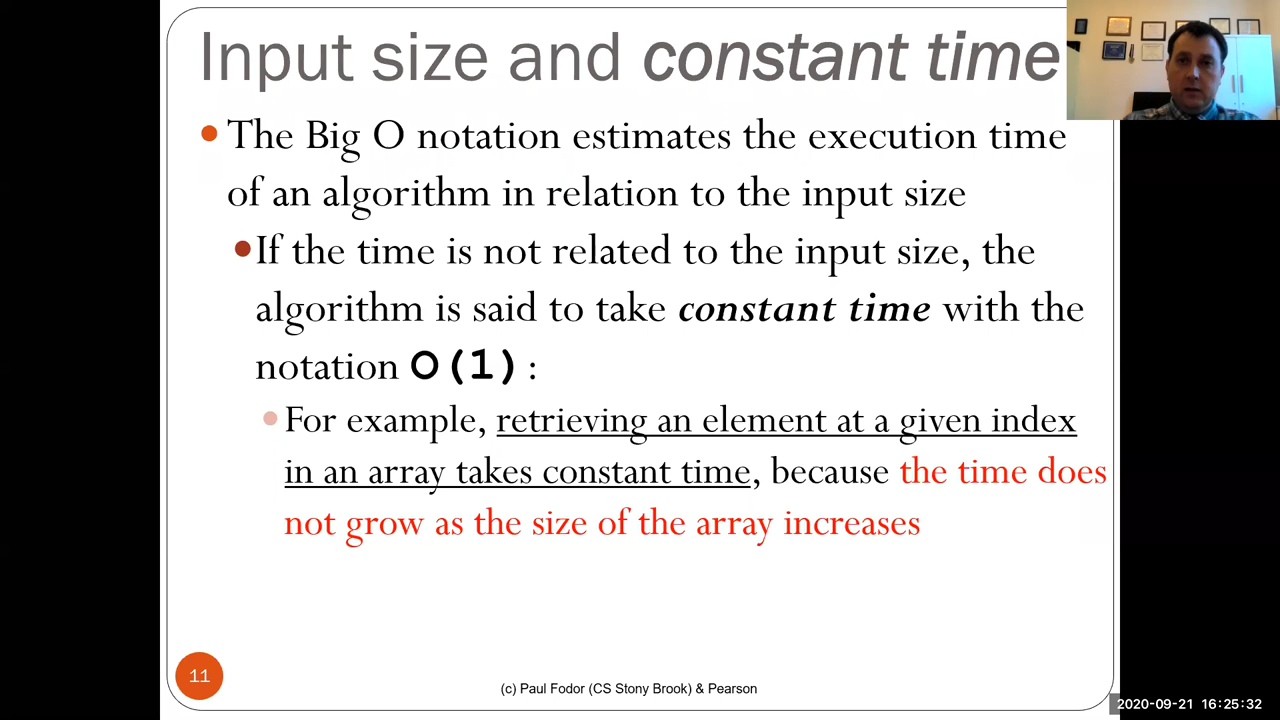 Input size and constant time
The Big O notation estimates the execution time
of an algorithm in relation to the input size
If the time is not related to the input size, the
algorithm is said to take constant time with the
notation O(1):
For example, retrieving an element at a given index
in an array takes constant time, because the time does
not grow as the size of the array increases
11
(c) Paul Fodor (CS Stony Brook) & Pearson
2020-09-21 16:25:32